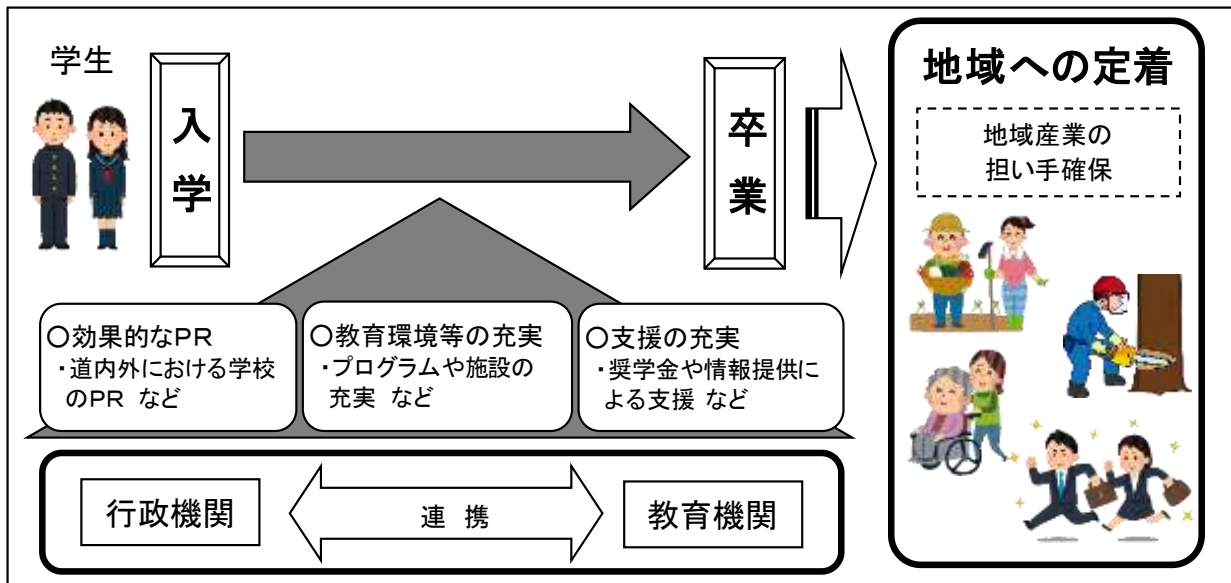 学生
入学
卒業
地域への定着
地域産業の
担い手確保
○効果的なＰＲ
・道内外における学校
のＰＲ など
○教育環境等の充実
・プログラムや施設の
充実 など
○支援の充実
・奨学金や情報提供に
よる支援 など
行政機関
連 携
教育機関